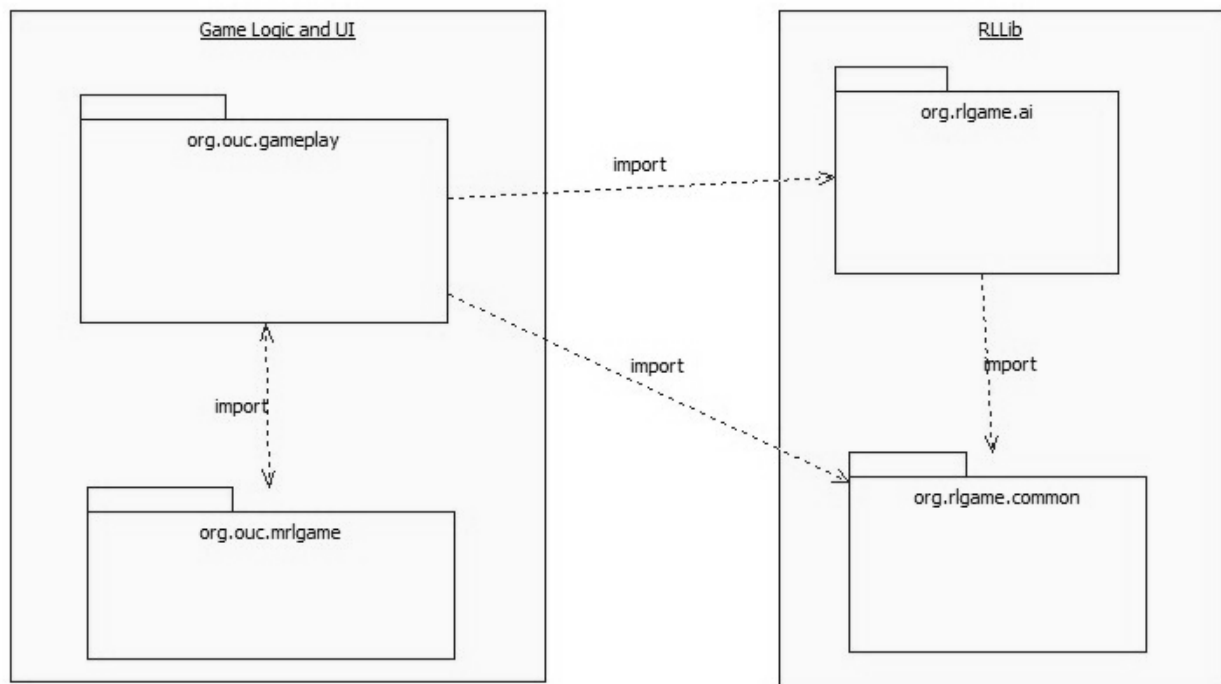 Game Logic and UI
RLLib
org.ouc.gameplay
org.rlgame.ai
import
import
import
import
org.ouc.mrlgame
org.rlgame.common